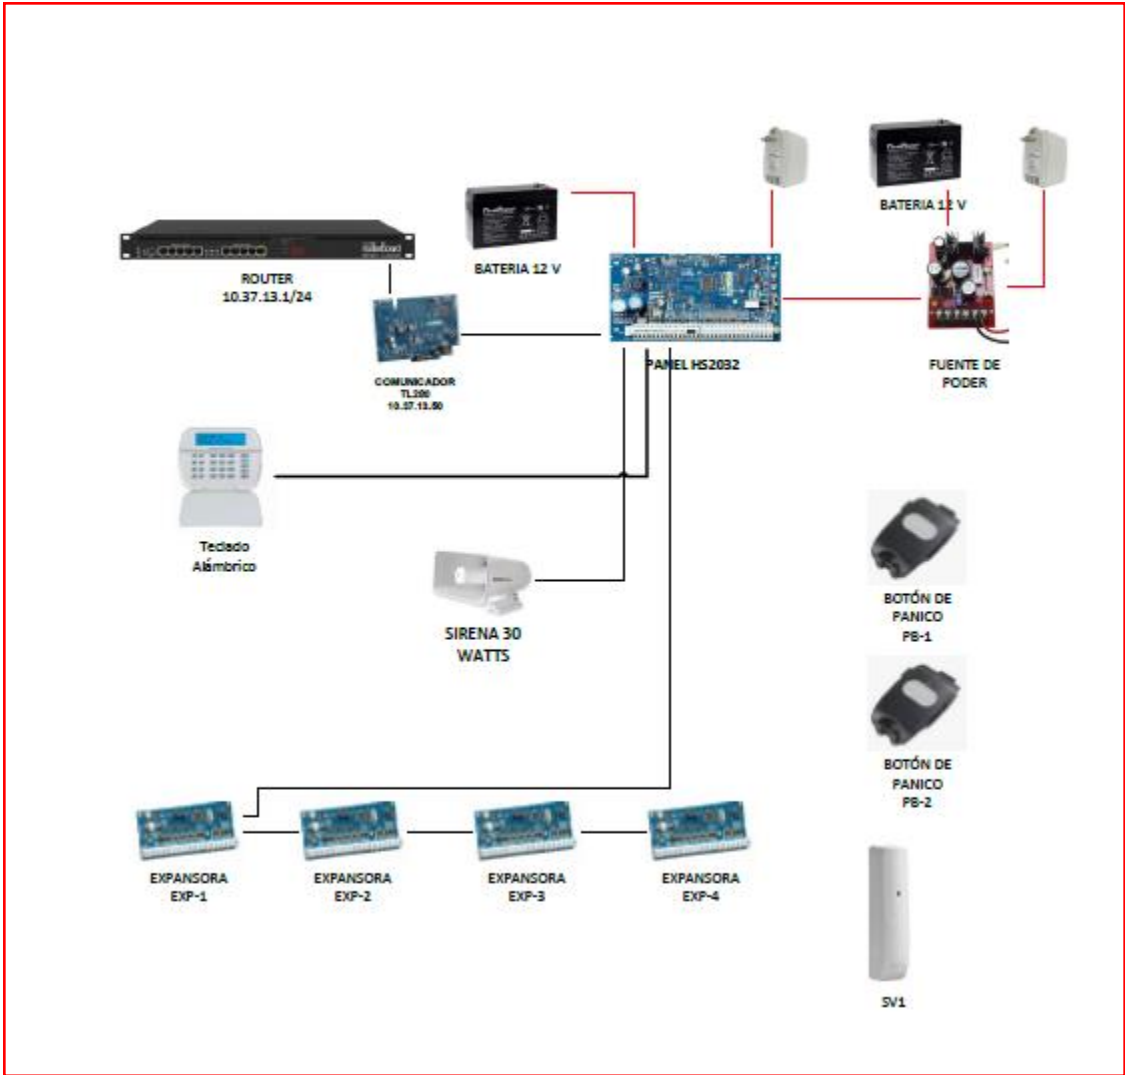 BATERIA 12 V
ROUTER
10.37.13.1/24
BATERIA 12 V
COMUNICADOR
TL280
10.37.13.50
PANEL HS2032
FUENTE DE
PODER
Teclado
Alámbrico
SIRENA 30
WATTS
BOTÓN DE
PANICO
PB-1
BOTÓN DE
PANICO
PB-2
EXPANSORA
EXP-1
EXPANSORA
EXP-2
EXPANSORA
EXP-3
EXPANSORA
EXP-4
SV1